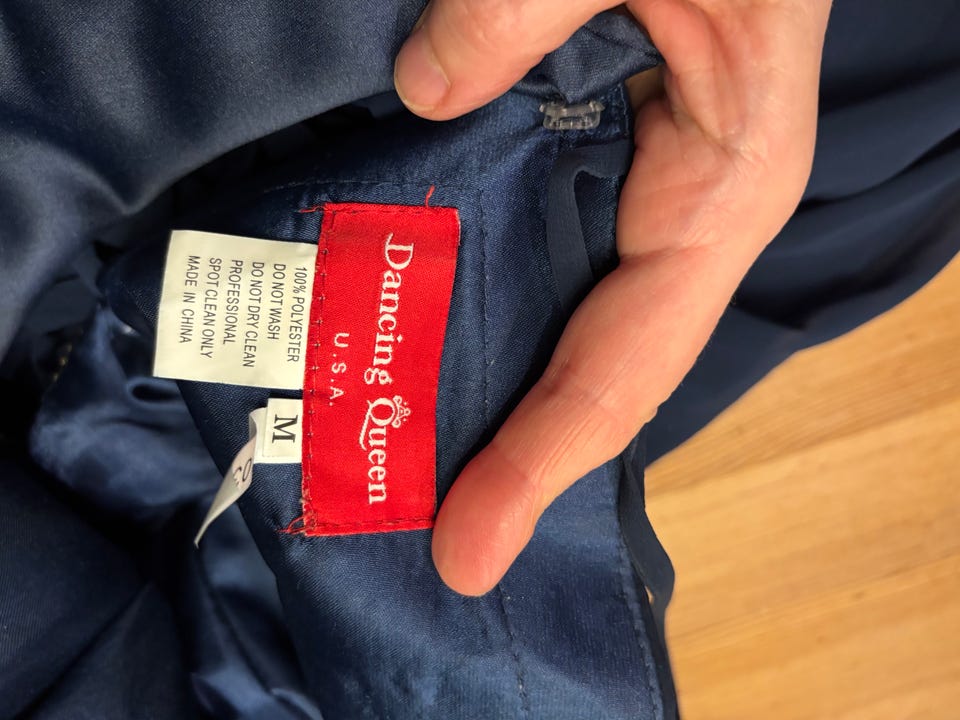 Dancing Queen
U.S.A.
100% POLYESTER
DO NOT WASH
DO NOT DRY CLEAN
PROFESSIONAL
SPOT CLEAN ONLY
MADE IN CHINA
M